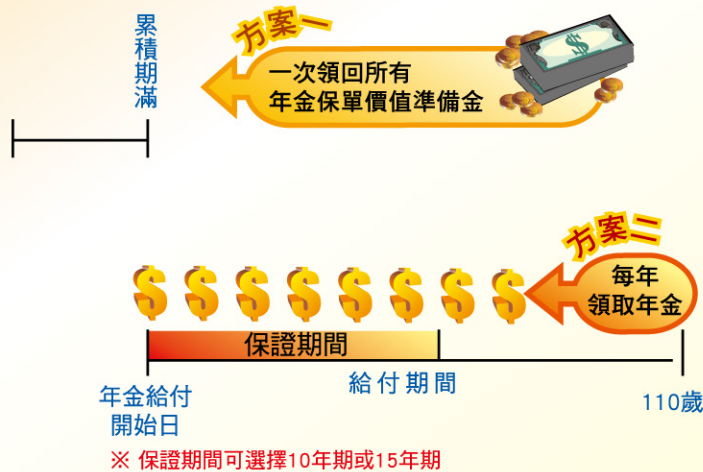 累積期滿
方案一
一次領回所有
年金保單價值準備金
方案二
每年
領取年金
保證期間
年金給付
開始日
給付期間
110歲
※ 保證期間可選擇10年期或15年期